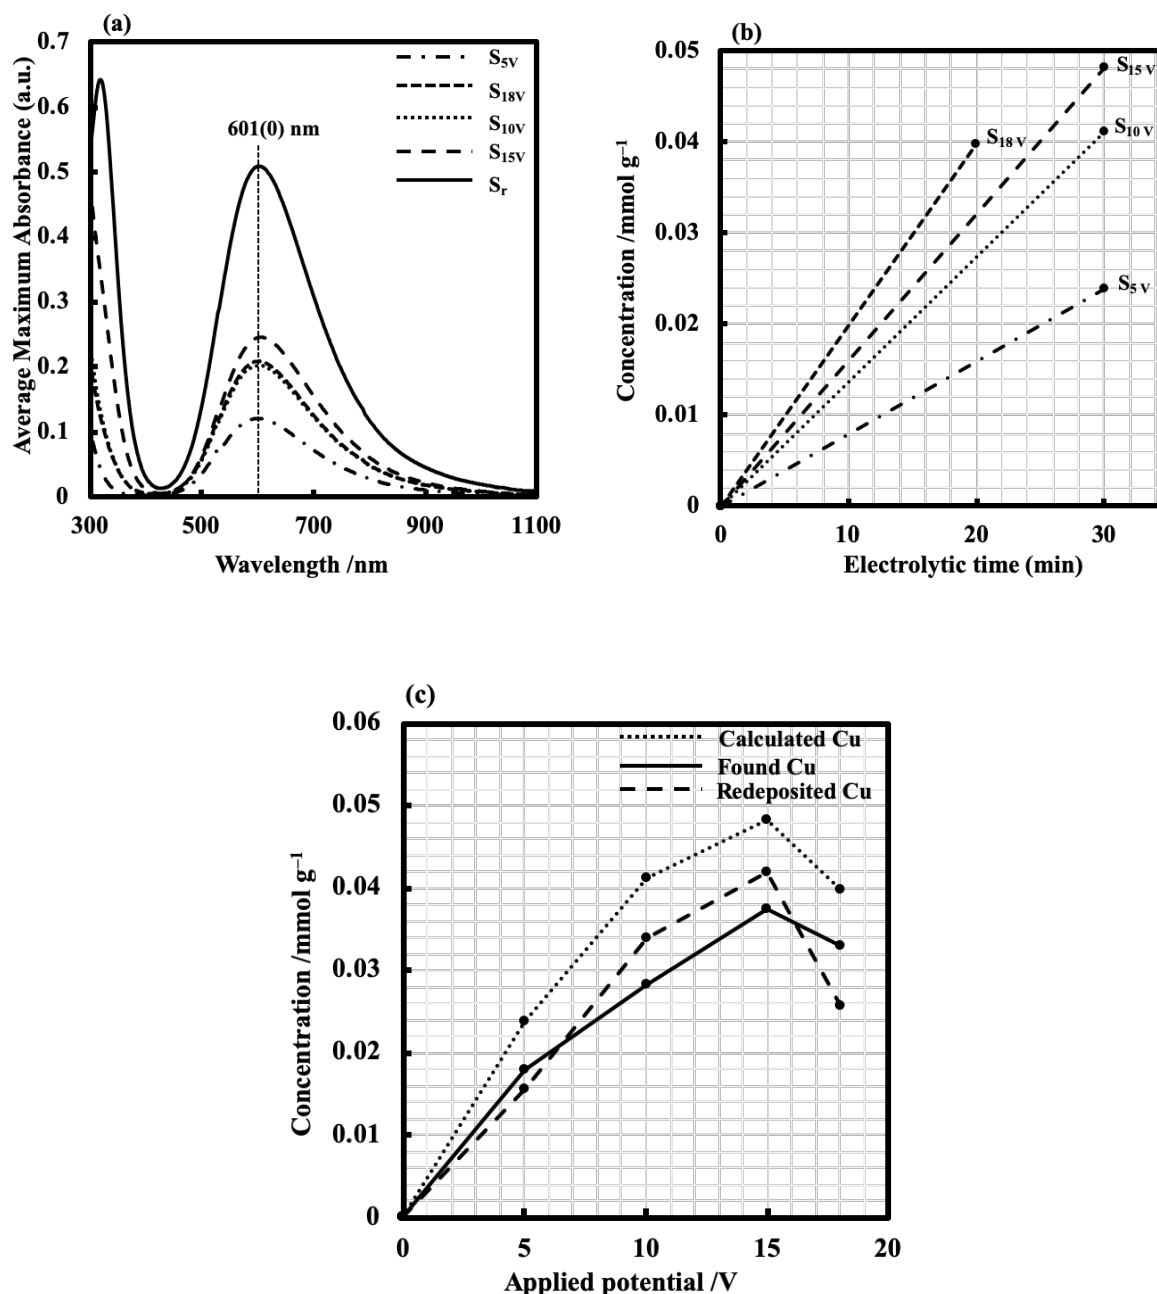 (a)
Average Maximum Absorbance (a.u.)
0.7
0.6
0.5
0.4
0.3
0.2
0.1
0
S5V
S18V
S10V
S15V
Sr
601(0) nm
300 500 700 900 1100
Wavelength /nm
(b)
Concentration /mmol g–1
0.05
0.04
0.03
0.02
0.01
0
S15 V
S10 V
S18 V
S5 V
0 10 20 30
Electrolytic time (min)
(c)
Concentration /mmol g–1
0.06
0.05
0.04
0.03
0.02
0.01
0
Calculated Cu
Found Cu
Redeposited Cu
0 5 10 15 20
Applied potential /V